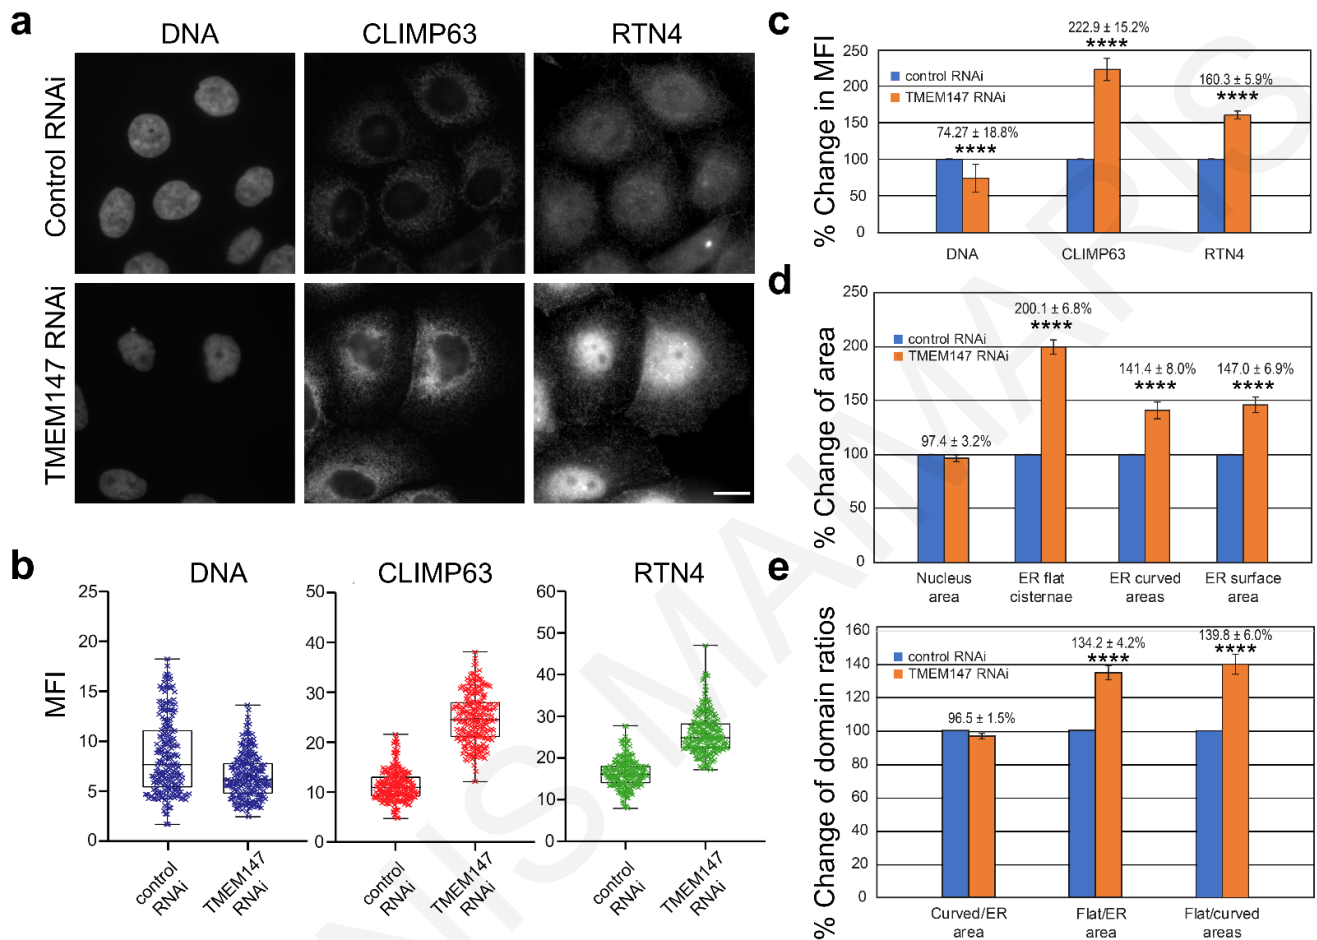 a
DNA
CLIMP63
RTN4
Control RNAi
TMEM147 RNAi
b
DNA
CLIMP63
RTN4
MFI
25
20
15
10
5
0
50
40
30
20
10
0
60
50
40
30
20
10
0
control
RNAi
TMEM147
RNAi
control
RNAi
TMEM147
RNAi
control
RNAi
TMEM147
RNAi
c
% Change in MFI
250
200
150
100
50
0
control RNAi
TMEM147 RNAi
74.27 ± 18.8%
****
222.9 ± 15.2%
****
160.3 ± 5.9%
****
DNA
CLIMP63
RTN4
d
% Change of area
250
200
150
100
50
0
control RNAi
TMEM147 RNAi
97.4 ± 3.2%
200.1 ± 6.8%
****
141.4 ± 8.0%
****
147.0 ± 6.9%
****
Nucleus
area
ER flat
cisternae
ER curved
areas
ER surface
area
e
% Change of domain ratios
160
140
120
100
80
60
40
20
0
control RNAi
TMEM147 RNAi
96.5 ± 1.5%
134.2 ± 4.2%
****
139.8 ± 6.0%
****
Curved/ER
area
Flat/ER
area
Flat/curved
areas
NIS MAIMARIS